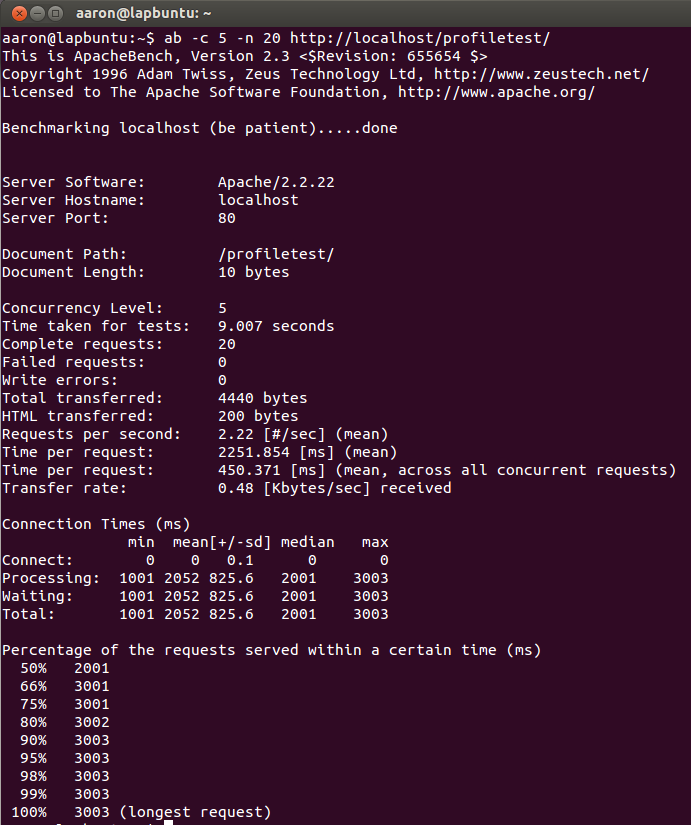 aaron@lapbuntu: ~
aaron@lapbuntu:~$ ab -c 5 -n 20 http://localhost/profiletest/
This is ApacheBench, Version 2.3 <$Revision: 655654 $>
Copyright 1996 Adam Twiss, Zeus Technology Ltd, http://www.zeustech.net/
Licensed to The Apache Software Foundation, http://www.apache.org/

Benchmarking localhost (be patient).....done


Server Software:        Apache/2.2.22
Server Hostname:        localhost
Server Port:            80

Document Path:          /profiletest/
Document Length:        10 bytes

Concurrency Level:      5
Time taken for tests:   9.007 seconds
Complete requests:      20
Failed requests:        0
Write errors:           0
Total transferred:      4440 bytes
HTML transferred:       200 bytes
Requests per second:    2.22 [#/sec] (mean)
Time per request:       2251.854 [ms] (mean)
Time per request:       450.371 [ms] (mean, across all concurrent requests)
Transfer rate:          0.48 [Kbytes/sec] received

Connection Times (ms)
              min  mean[+/-sd] median   max
Connect:        0    0   0.1      0       0
Processing:  1001 2052 825.6   2001    3003
Waiting:     1001 2052 825.6   2001    3003
Total:       1001 2052 825.6   2001    3003

Percentage of the requests served within a certain time (ms)
  50%   2001
  66%   3001
  75%   3001
  80%   3002
  90%   3003
  95%   3003
  98%   3003
  99%   3003
 100%   3003 (longest request)